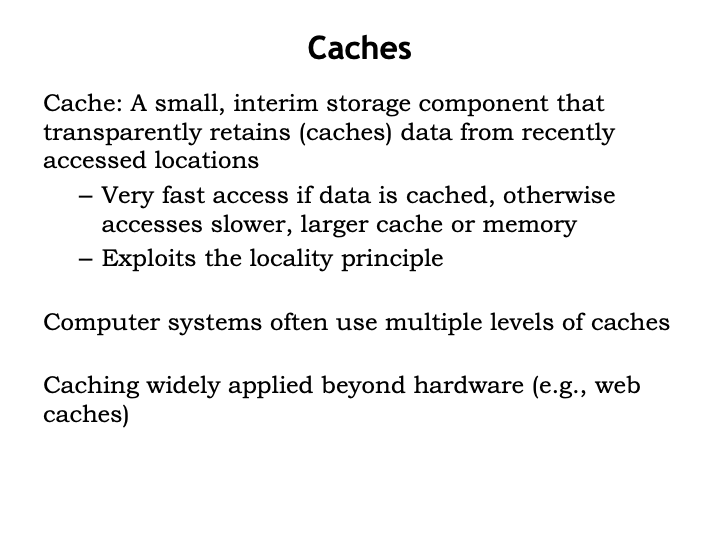 Caches
Cache: A small, interim storage component that
transparently retains (caches) data from recently
accessed locations
– Very fast access if data is cached, otherwise
accesses slower, larger cache or memory
– Exploits the locality principle
Computer systems often use multiple levels of caches
Caching widely applied beyond hardware (e.g., web
caches)